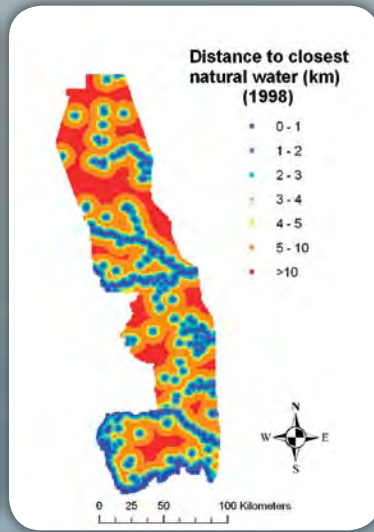 Distance to closest
natural water (km)
(1998)
0 - 1
1 - 2
2 - 3
3 - 4
4 - 5
5 - 10
>10
N
W E
S
0 25 50 100 Kilometers